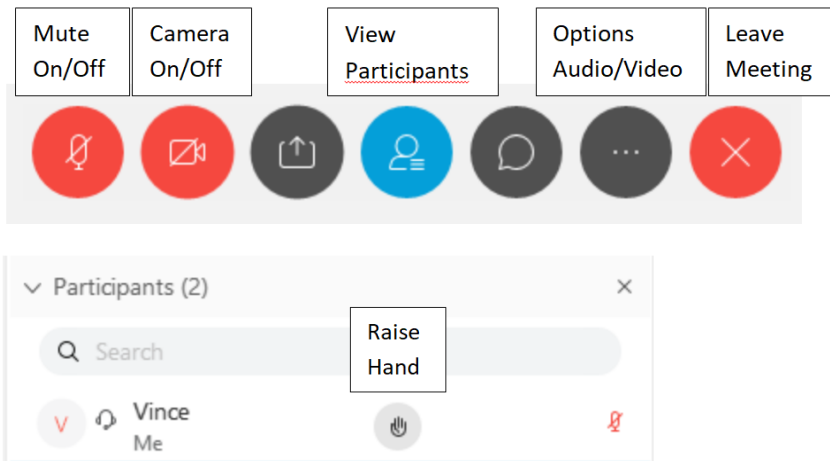 Mute
On/Off
Camera
On/Off
View
Participants
Options
Audio/Video
Leave
Meeting
Participants (2)
Search
Raise
Hand
V
Vince
Me